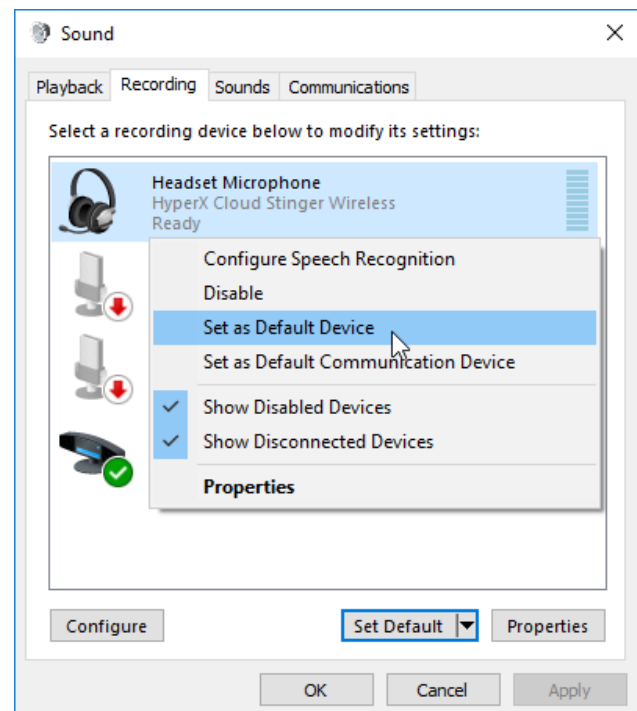 Sound
Playback Recording Sounds Communications
Select a recording device below to modify its settings:
Headset Microphone
HyperX Cloud Stinger Wireless
Ready
Configure Speech Recognition
Disable
Set as Default Device
Set as Default Communication Device
Show Disabled Devices
Show Disconnected Devices
Properties
Configure Set Default Properties
OK Cancel Apply